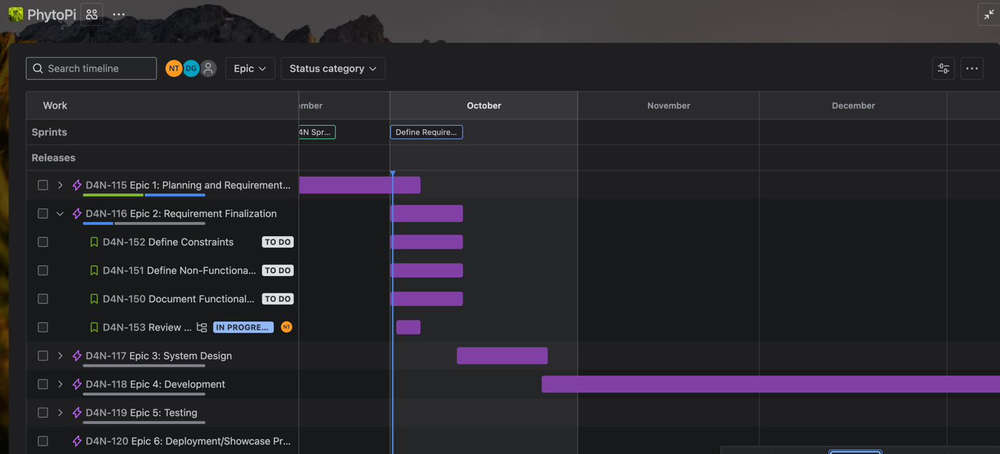 PhytoPi
Search timeline
NT DG
Epic
Status category
Work
ember
October
November
December
Sprints
4N Spr...
Define Require...
Releases
D4N-115 Epic 1: Planning and Requirement...
D4N-116 Epic 2: Requirement Finalization
D4N-152 Define Constraints TO DO
D4N-151 Define Non-Functiona... TO DO
D4N-150 Document Functional... TO DO
D4N-153 Review ... IN PROGRE... NT
D4N-117 Epic 3: System Design
D4N-118 Epic 4: Development
D4N-119 Epic 5: Testing
D4N-120 Epic 6: Deployment/Showcase Pr...